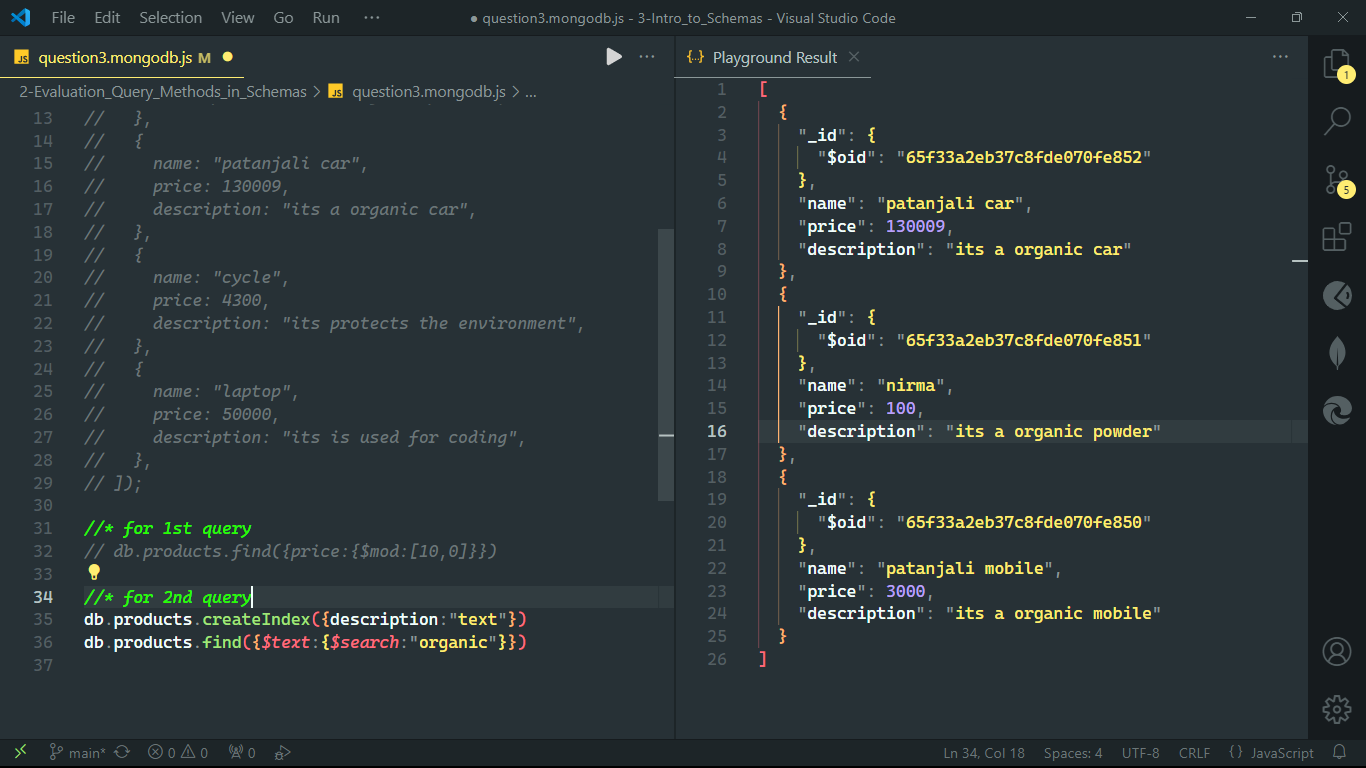 File Edit Selection View Go Run ···
● question3.mongodb.js - 3-Intro_to_Schemas - Visual Studio Code
JS question3.mongodb.js M ●
2-Evaluation_Query_Methods_in_Schemas > JS question3.mongodb.js > ...
13 //   },
14 //   {
15 //     name: "patanjali car",
16 //     price: 130009,
17 //     description: "its a organic car",
18 //   },
19 //   {
20 //     name: "cycle",
21 //     price: 4300,
22 //     description: "its protects the environment",
23 //   },
24 //   {
25 //     name: "laptop",
26 //     price: 50000,
27 //     description: "its is used for coding",
28 //   },
29 // ]);
30
31 //* for 1st query
32 // db.products.find({price:{$mod:[10,0]}})
33
34 //* for 2nd query
35 db.products.createIndex({description:"text"})
36 db.products.find({$text:{$search:"organic"}})
37
{..} Playground Result
1 [
2   {
3     "_id": {
4       "$oid": "65f33a2eb37c8fde070fe852"
5     },
6     "name": "patanjali car",
7     "price": 130009,
8     "description": "its a organic car"
9   },
10   {
11     "_id": {
12       "$oid": "65f33a2eb37c8fde070fe851"
13     },
14     "name": "nirma",
15     "price": 100,
16     "description": "its a organic powder"
17   },
18   {
19     "_id": {
20       "$oid": "65f33a2eb37c8fde070fe850"
21     },
22     "name": "patanjali mobile",
23     "price": 3000,
24     "description": "its a organic mobile"
25   }
26 ]
1
5
main* 0 0 0
Ln 34, Col 18 Spaces: 4 UTF-8 CRLF {} JavaScript